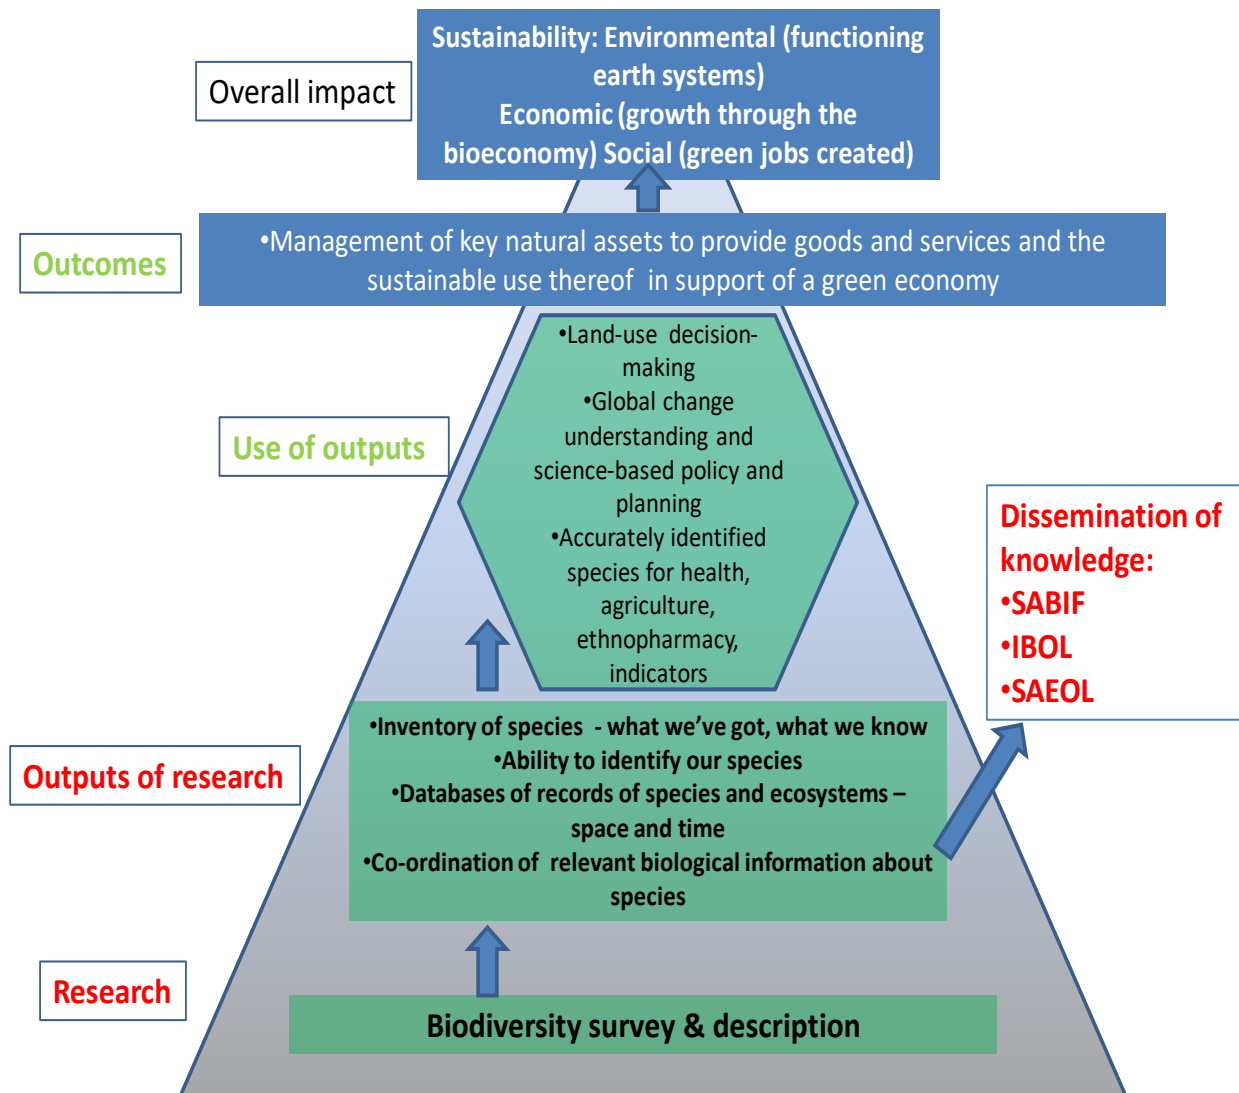 Sustainability: Environmental (functioning
earth systems)
Economic (growth through the
bioeconomy) Social (green jobs created)
Overall impact
Outcomes
•Management of key natural assets to provide goods and services and the
sustainable use thereof  in support of a green economy
•Land-use decision-
making
•Global change
understanding and
science-based policy and
planning
•Accurately identified
species for health,
agriculture,
ethnopharmacy,
indicators
Use of outputs
Dissemination of
knowledge:
•SABIF
•IBOL
•SAEOL
Outputs of research
•Inventory of species - what we’ve got, what we know
•Ability to identify our species
•Databases of records of species and ecosystems –
space and time
•Co-ordination of relevant biological information about
species
Research
Biodiversity survey & description